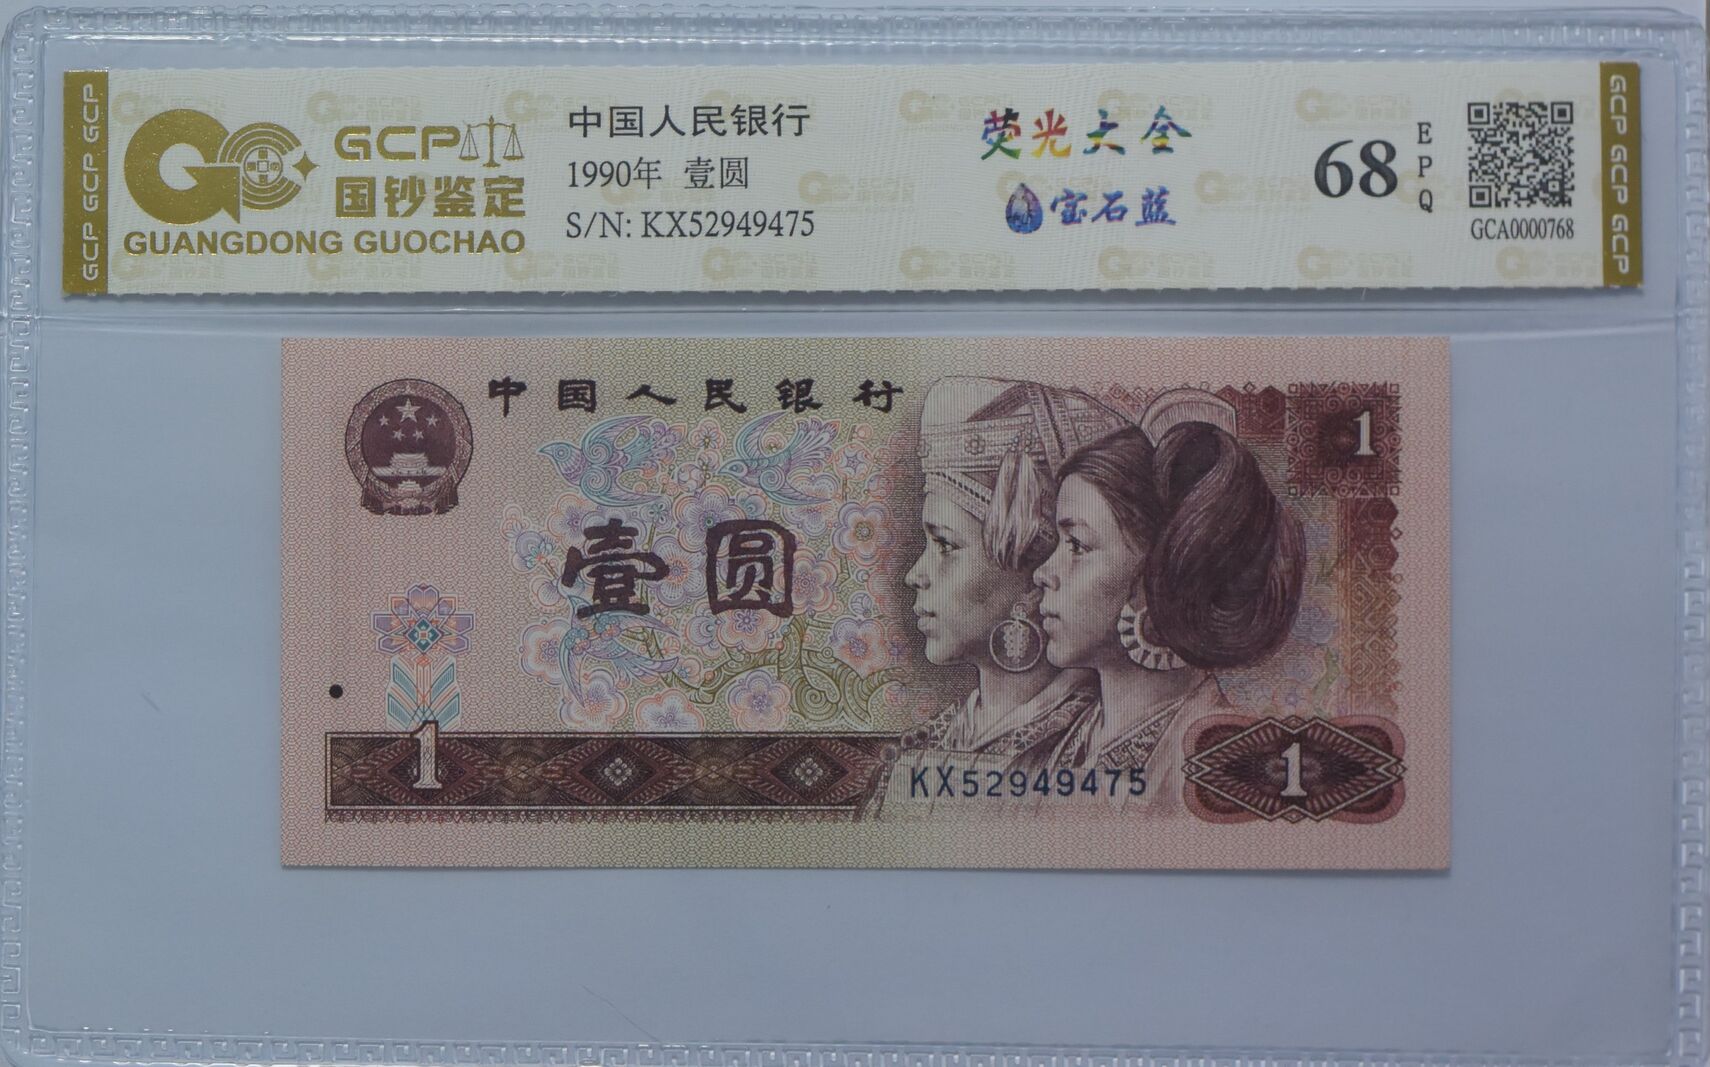 GCP GCP GCP GCP
GCP
国钞鉴定
GUANGDONG GUOCHAO
中国人民银行
1990年 壹圆
S/N: KX52949475
荧光大全
宝石蓝
68
EPQ
GCA0000768
GCP GCP GCP GCP
中国人民银行
1
壹圆
1
KX52949475
1